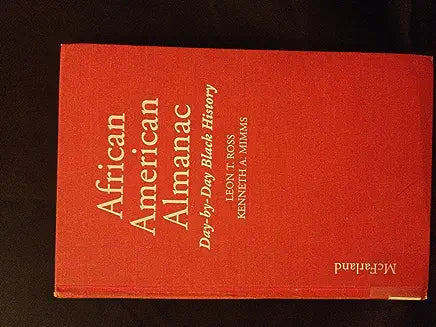 African
American
Almanac
Day-by-Day Black History
LEON T. ROSS
KENNETH A. MIMMS
McFarland